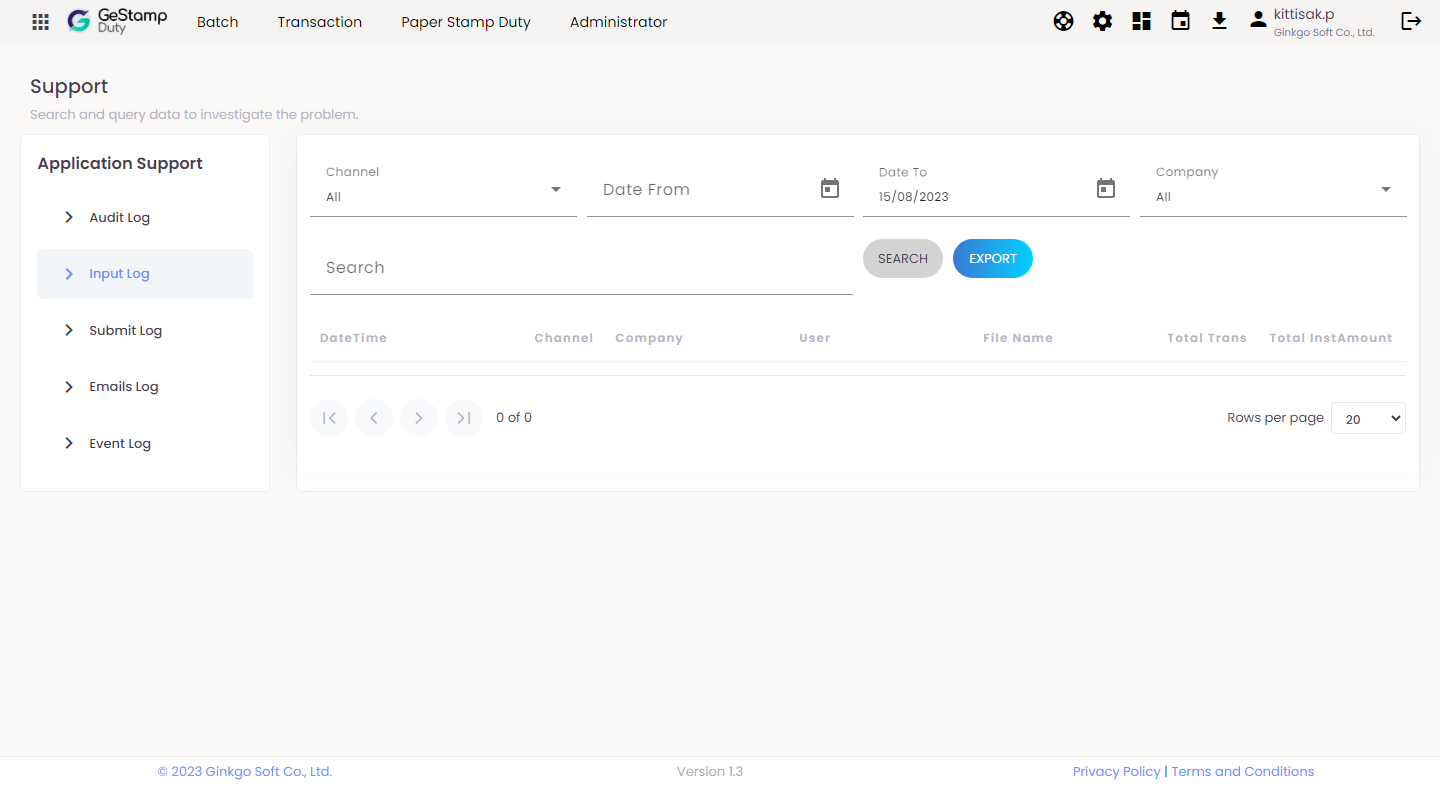 GeStamp
Duty
Batch
Transaction
Paper Stamp Duty
Administrator
kittisak.p
Ginkgo Soft Co., Ltd.
Support
Search and query data to investigate the problem.
Application Support
Audit Log
Input Log
Submit Log
Emails Log
Event Log
Channel
All
Date From
Date To
15/08/2023
Company
All
Search
SEARCH
EXPORT
DateTime Channel Company User File Name Total Trans Total InstAmount
0 of 0
Rows per page 20
© 2023 Ginkgo Soft Co., Ltd.
Version 1.3
Privacy Policy | Terms and Conditions